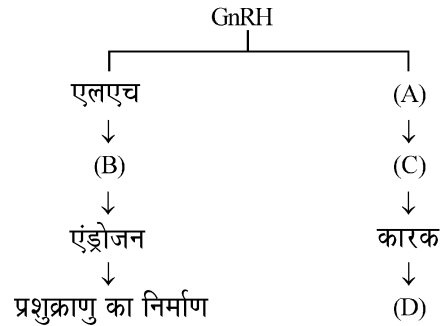 GnRH
एलएच (A)
(B) (C)
एंड्रोजन कारक
प्रशुक्राणु का निर्माण (D)